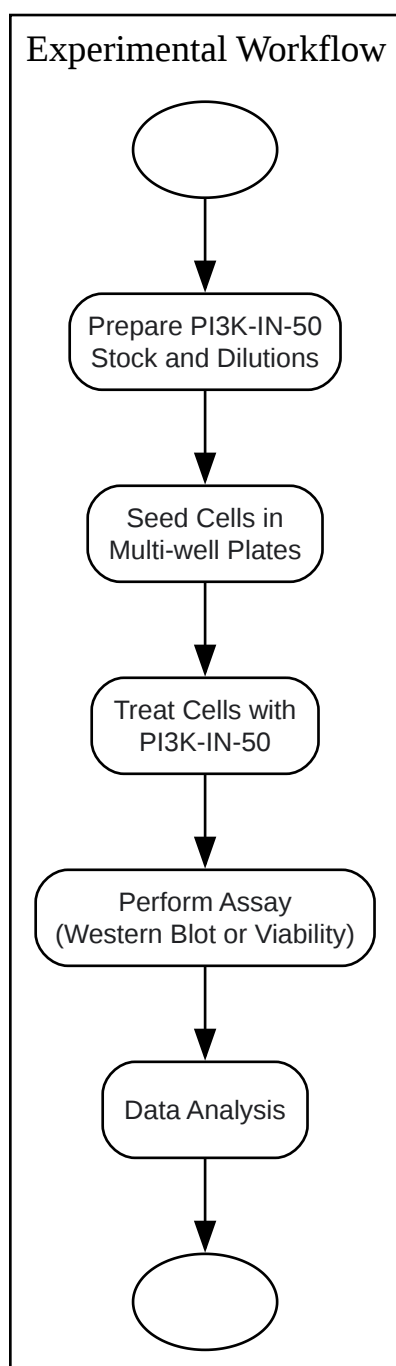 Experimental Workflow
Prepare PI3K-IN-50
Stock and Dilutions
Seed Cells in
Multi-well Plates
Treat Cells with
PI3K-IN-50
Perform Assay
(Western Blot or Viability)
Data Analysis